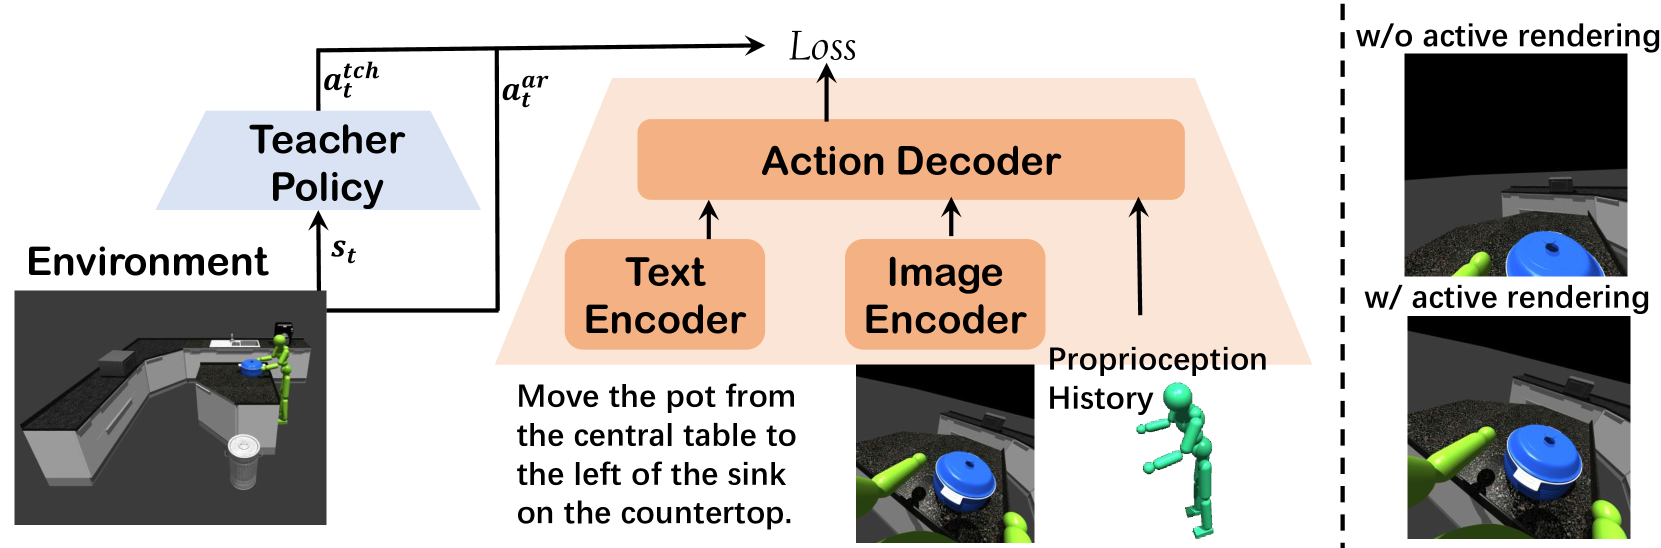 Loss
a_t^{tch}
a_t^{ar}
Teacher
Policy
Action Decoder
s_t
Environment
Text
Encoder
Image
Encoder
Proprioception
History
Move the pot from
the central table to
the left of the sink
on the countertop.
w/o active rendering
w/ active rendering